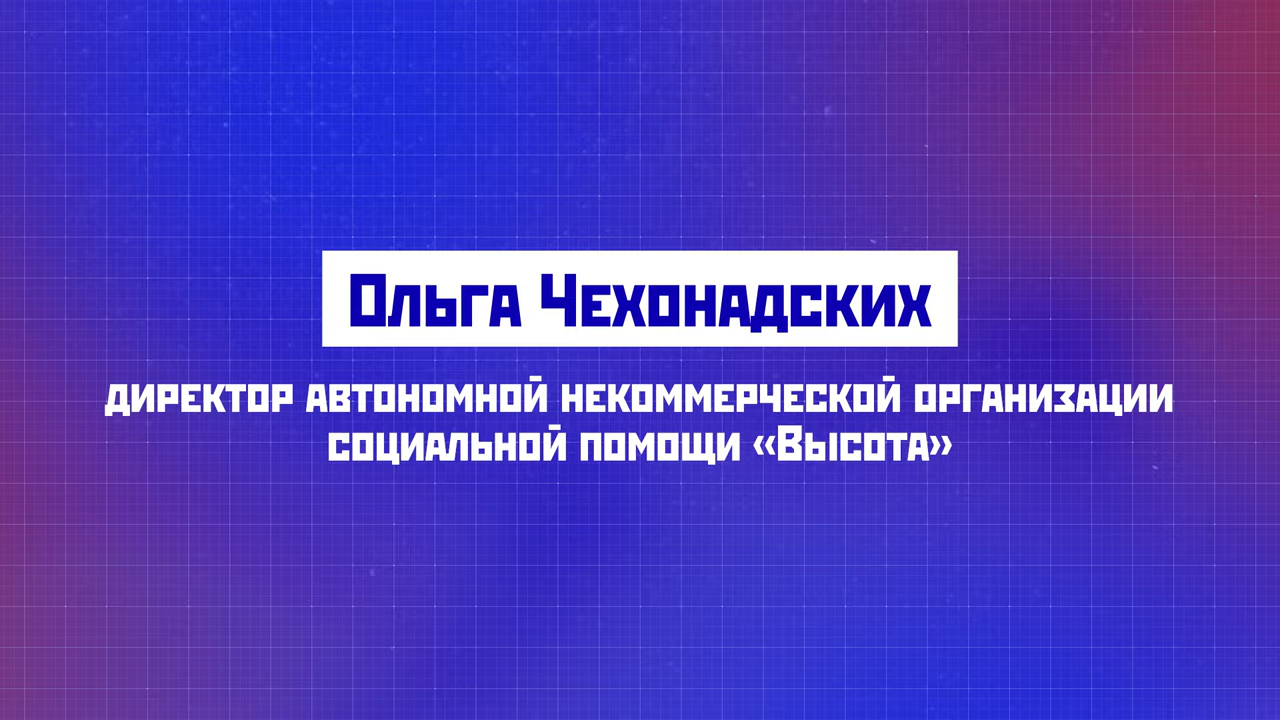 Ольга Чехонадских
директор автономной некоммерческой организации
социальной помощи «Высота»